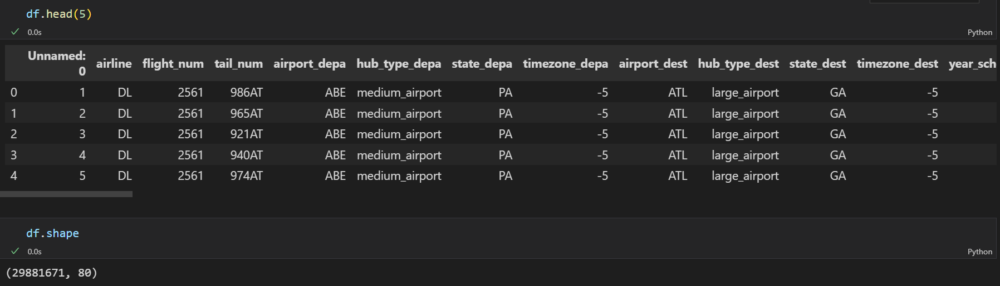 df.head(5)
0.0s
Python
Unnamed: 0 airline flight_num tail_num airport_depa hub_type_depa state_depa timezone_depa airport_dest hub_type_dest state_dest timezone_dest year_sch
0 1 DL 2561 986AT ABE medium_airport PA -5 ATL large_airport GA -5
1 2 DL 2561 965AT ABE medium_airport PA -5 ATL large_airport GA -5
2 3 DL 2561 921AT ABE medium_airport PA -5 ATL large_airport GA -5
3 4 DL 2561 940AT ABE medium_airport PA -5 ATL large_airport GA -5
4 5 DL 2561 974AT ABE medium_airport PA -5 ATL large_airport GA -5
df.shape
0.0s
Python
(29881671, 80)